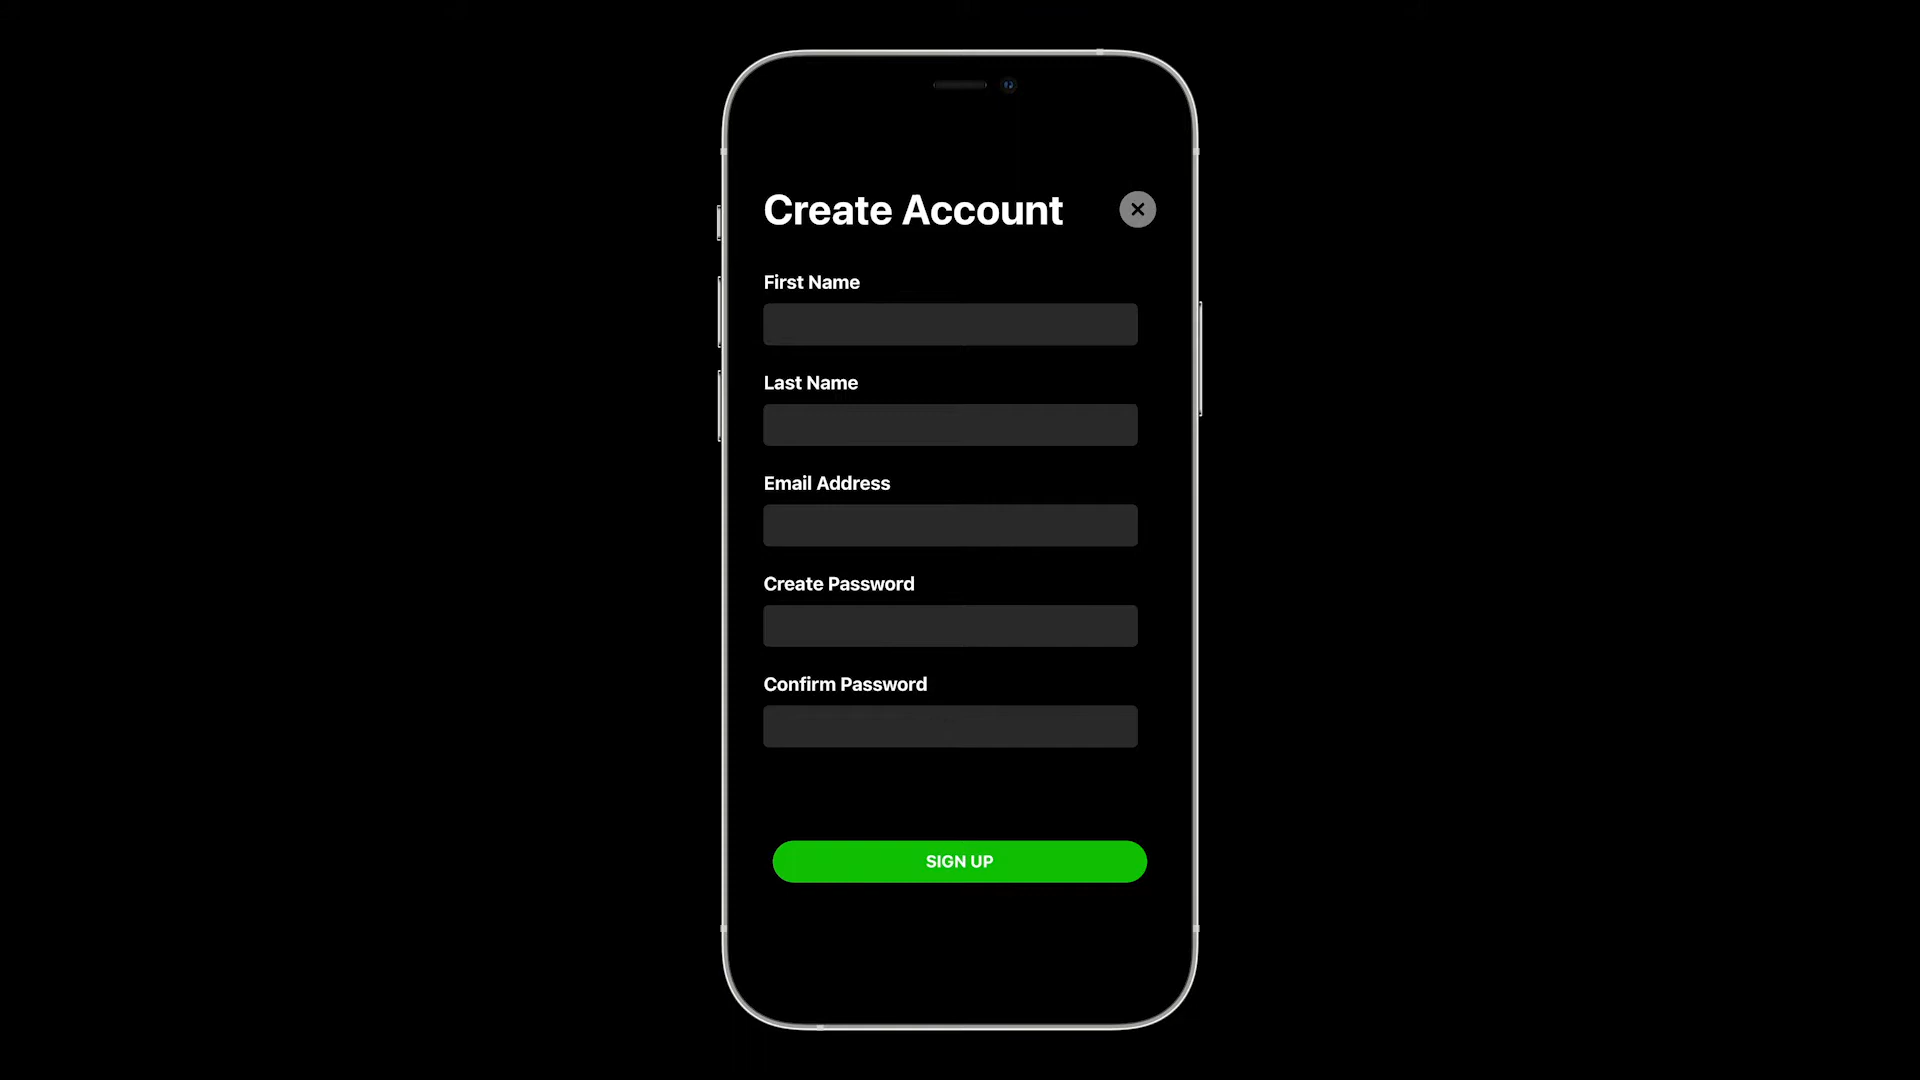 Create Account
First Name
Last Name
Email Address
Create Password
Confirm Password
SIGN UP